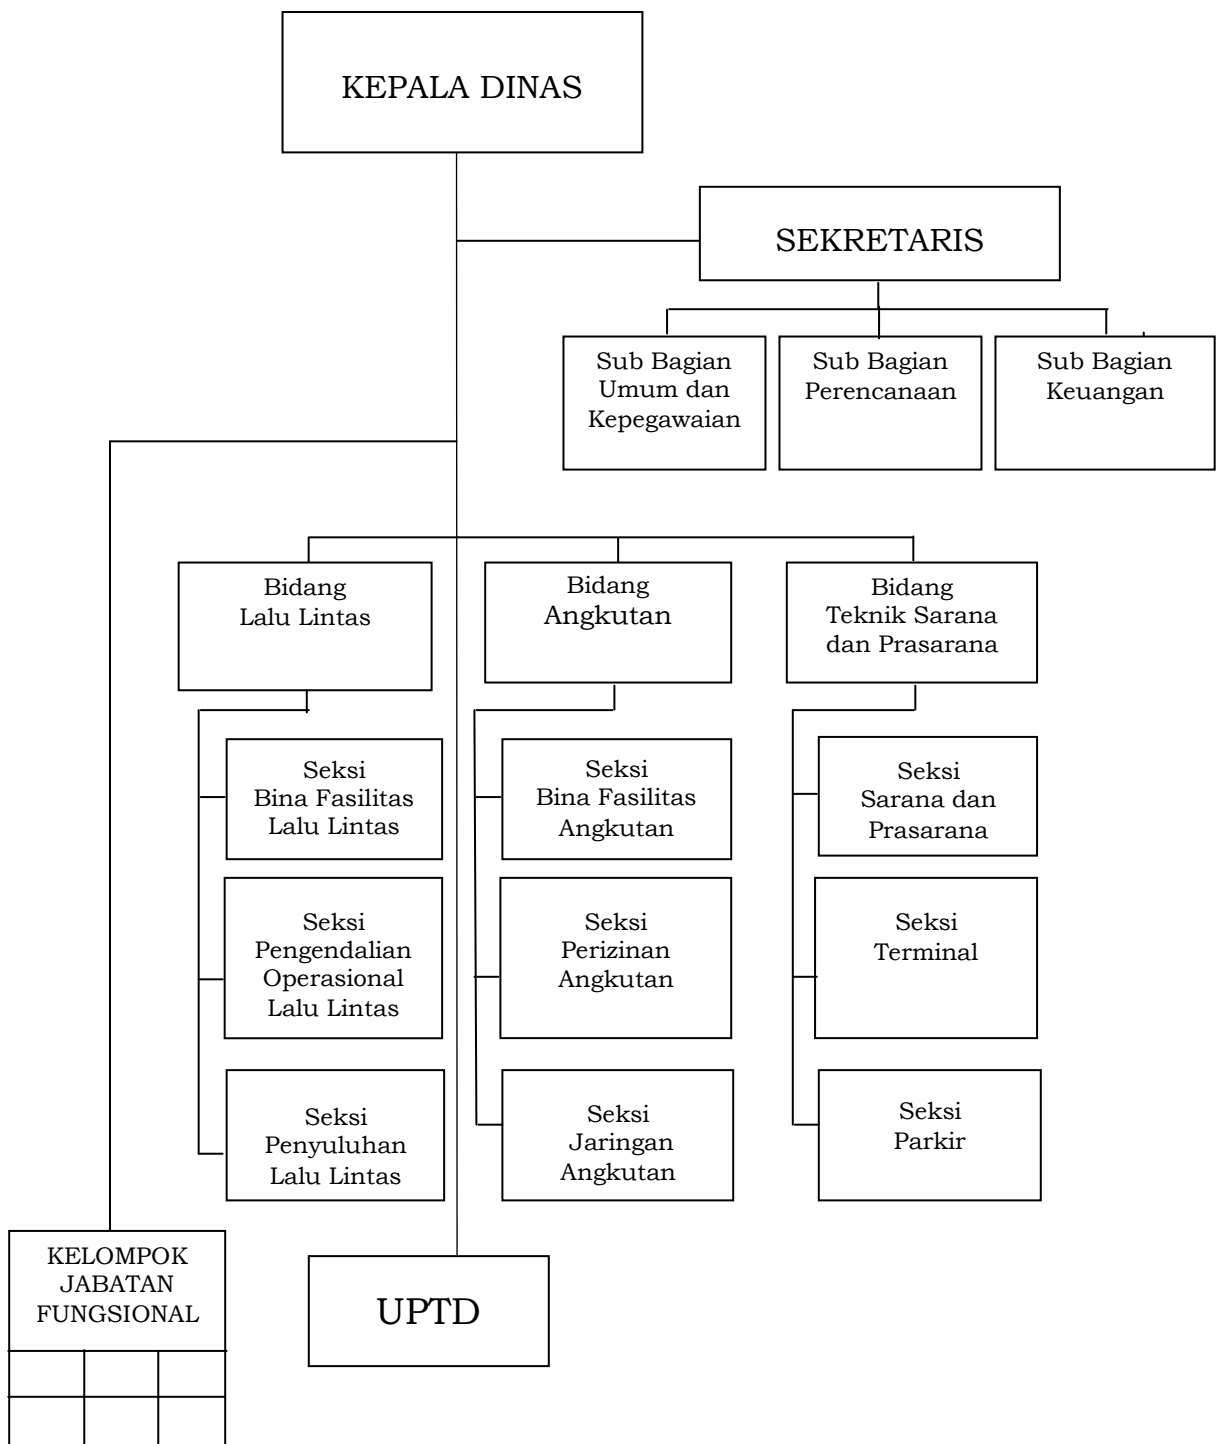 KEPALA DINAS
SEKRETARIS
Sub Bagian
Umum dan
Kepegawaian
Sub Bagian
Perencanaan
Sub Bagian
Keuangan
Bidang
Lalu Lintas
Bidang
Angkutan
Bidang
Teknik Sarana
dan Prasarana
Seksi
Bina Fasilitas
Lalu Lintas
Seksi
Bina Fasilitas
Angkutan
Seksi
Sarana dan
Prasarana
Seksi
Pengendalian
Operasional
Lalu Lintas
Seksi
Perizinan
Angkutan
Seksi
Terminal
Seksi
Penyuluhan
Lalu Lintas
Seksi
Jaringan
Angkutan
Seksi
Parkir
KELOMPOK
JABATAN
FUNGSIONAL
UPTD